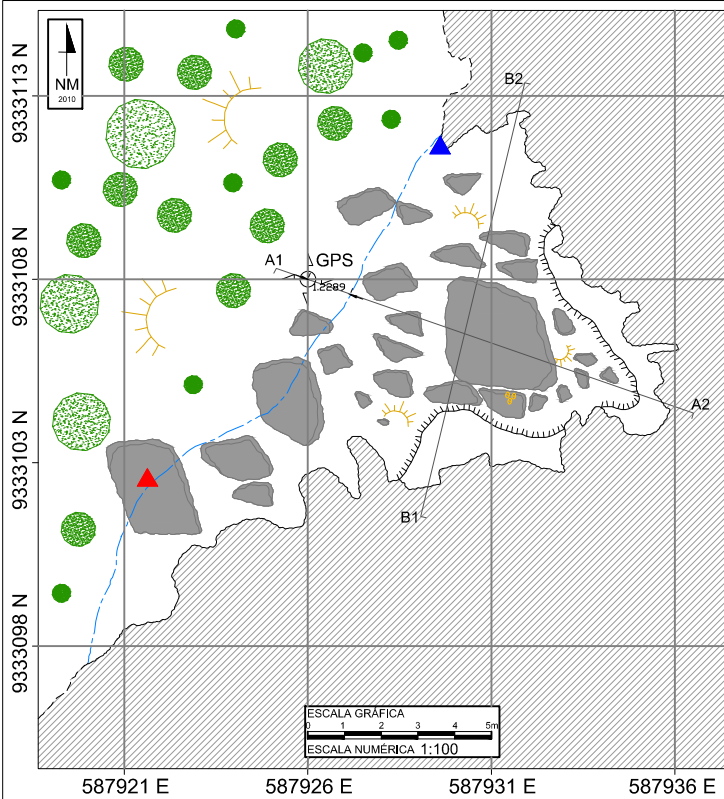 NM
2010
9333113 N
9333108 N
9333103 N
9333098 N
B2
A1
GPS
1.2289
A2
B1
ESCALA GRÁFICA
0 1 2 3 4 5m
ESCALA NUMÉRICA 1:100
587921 E 587926 E 587931 E 587936 E